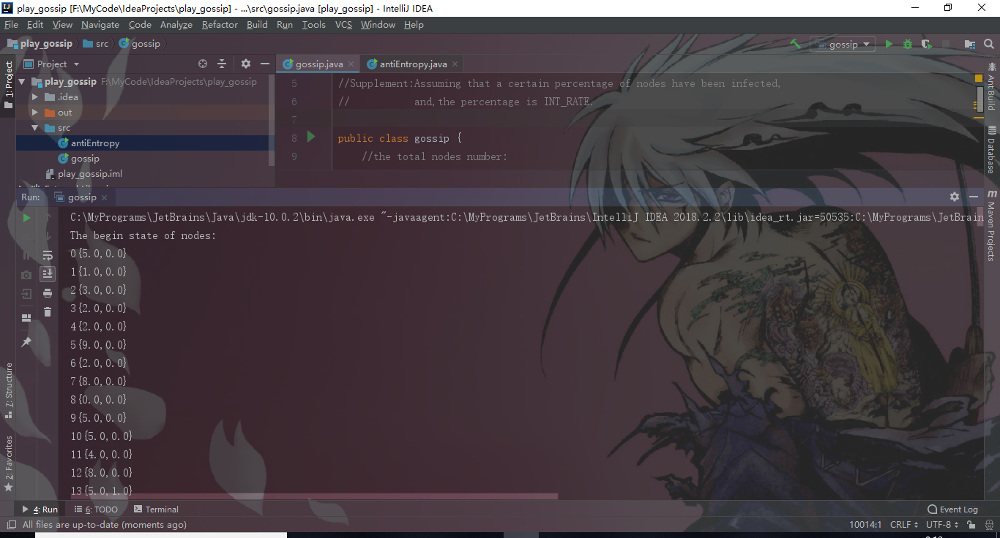 play_gossip [F:\MyCode\IdeaProjects\play_gossip] - ...\src\gossip.java [play_gossip] - IntelliJ IDEA
File Edit View Navigate Code Analyze Refactor Build Run Tools VCS Window Help
play_gossip src gossip gossip
1: Project
Project
gossip.java antiEntropy.java
play_gossip F:\MyCode\IdeaProjects\play_gossip
.idea
out
src
antiEntropy
gossip
play_gossip.iml
5 //Supplement:Assuming that a certain percentage of nodes have been infected,
6 // and,the percentage is INT_RATE.
7
8 public class gossip {
9 //the total nodes number:
Ant Build
Database
Maven Projects
Run: gossip
C:\MyPrograms\JetBrains\Java\jdk-10.0.2\bin\java.exe "-javaagent:C:\MyPrograms\JetBrains\IntelliJ IDEA 2018.2.2\lib\idea_rt.jar=50535:C:\MyPrograms\JetBrain
The begin state of nodes:
0{5.0,0.0}
1{1.0,0.0}
2{3.0,0.0}
3{2.0,0.0}
4{2.0,0.0}
5{9.0,0.0}
6{2.0,0.0}
7{8.0,0.0}
8{0.0,0.0}
9{5.0,0.0}
10{5.0,0.0}
11{4.0,0.0}
12{8.0,0.0}
13{5.0,1.0}
7: Structure
2: Favorites
4: Run 6: TODO Terminal Event Log
All files are up-to-date (moments ago) 10014:1 CRLF UTF-8